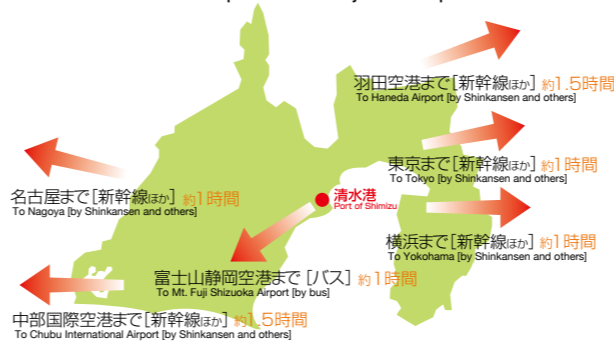 羽田空港まで[新幹線ほか] 約1.5時間
To Haneda Airport [by Shinkansen and others]
東京まで[新幹線ほか] 約1時間
To Tokyo [by Shinkansen and others]
名古屋まで[新幹線ほか] 約1時間
To Nagoya [by Shinkansen and others]
清水港
Port of Shimizu
横浜まで[新幹線ほか] 約1時間
To Yokohama [by Shinkansen and others]
富士山静岡空港まで [バス] 約1時間
To Mt. Fuji Shizuoka Airport [by bus]
中部国際空港まで[新幹線ほか] 約1.5時間
To Chubu International Airport [by Shinkansen and others]